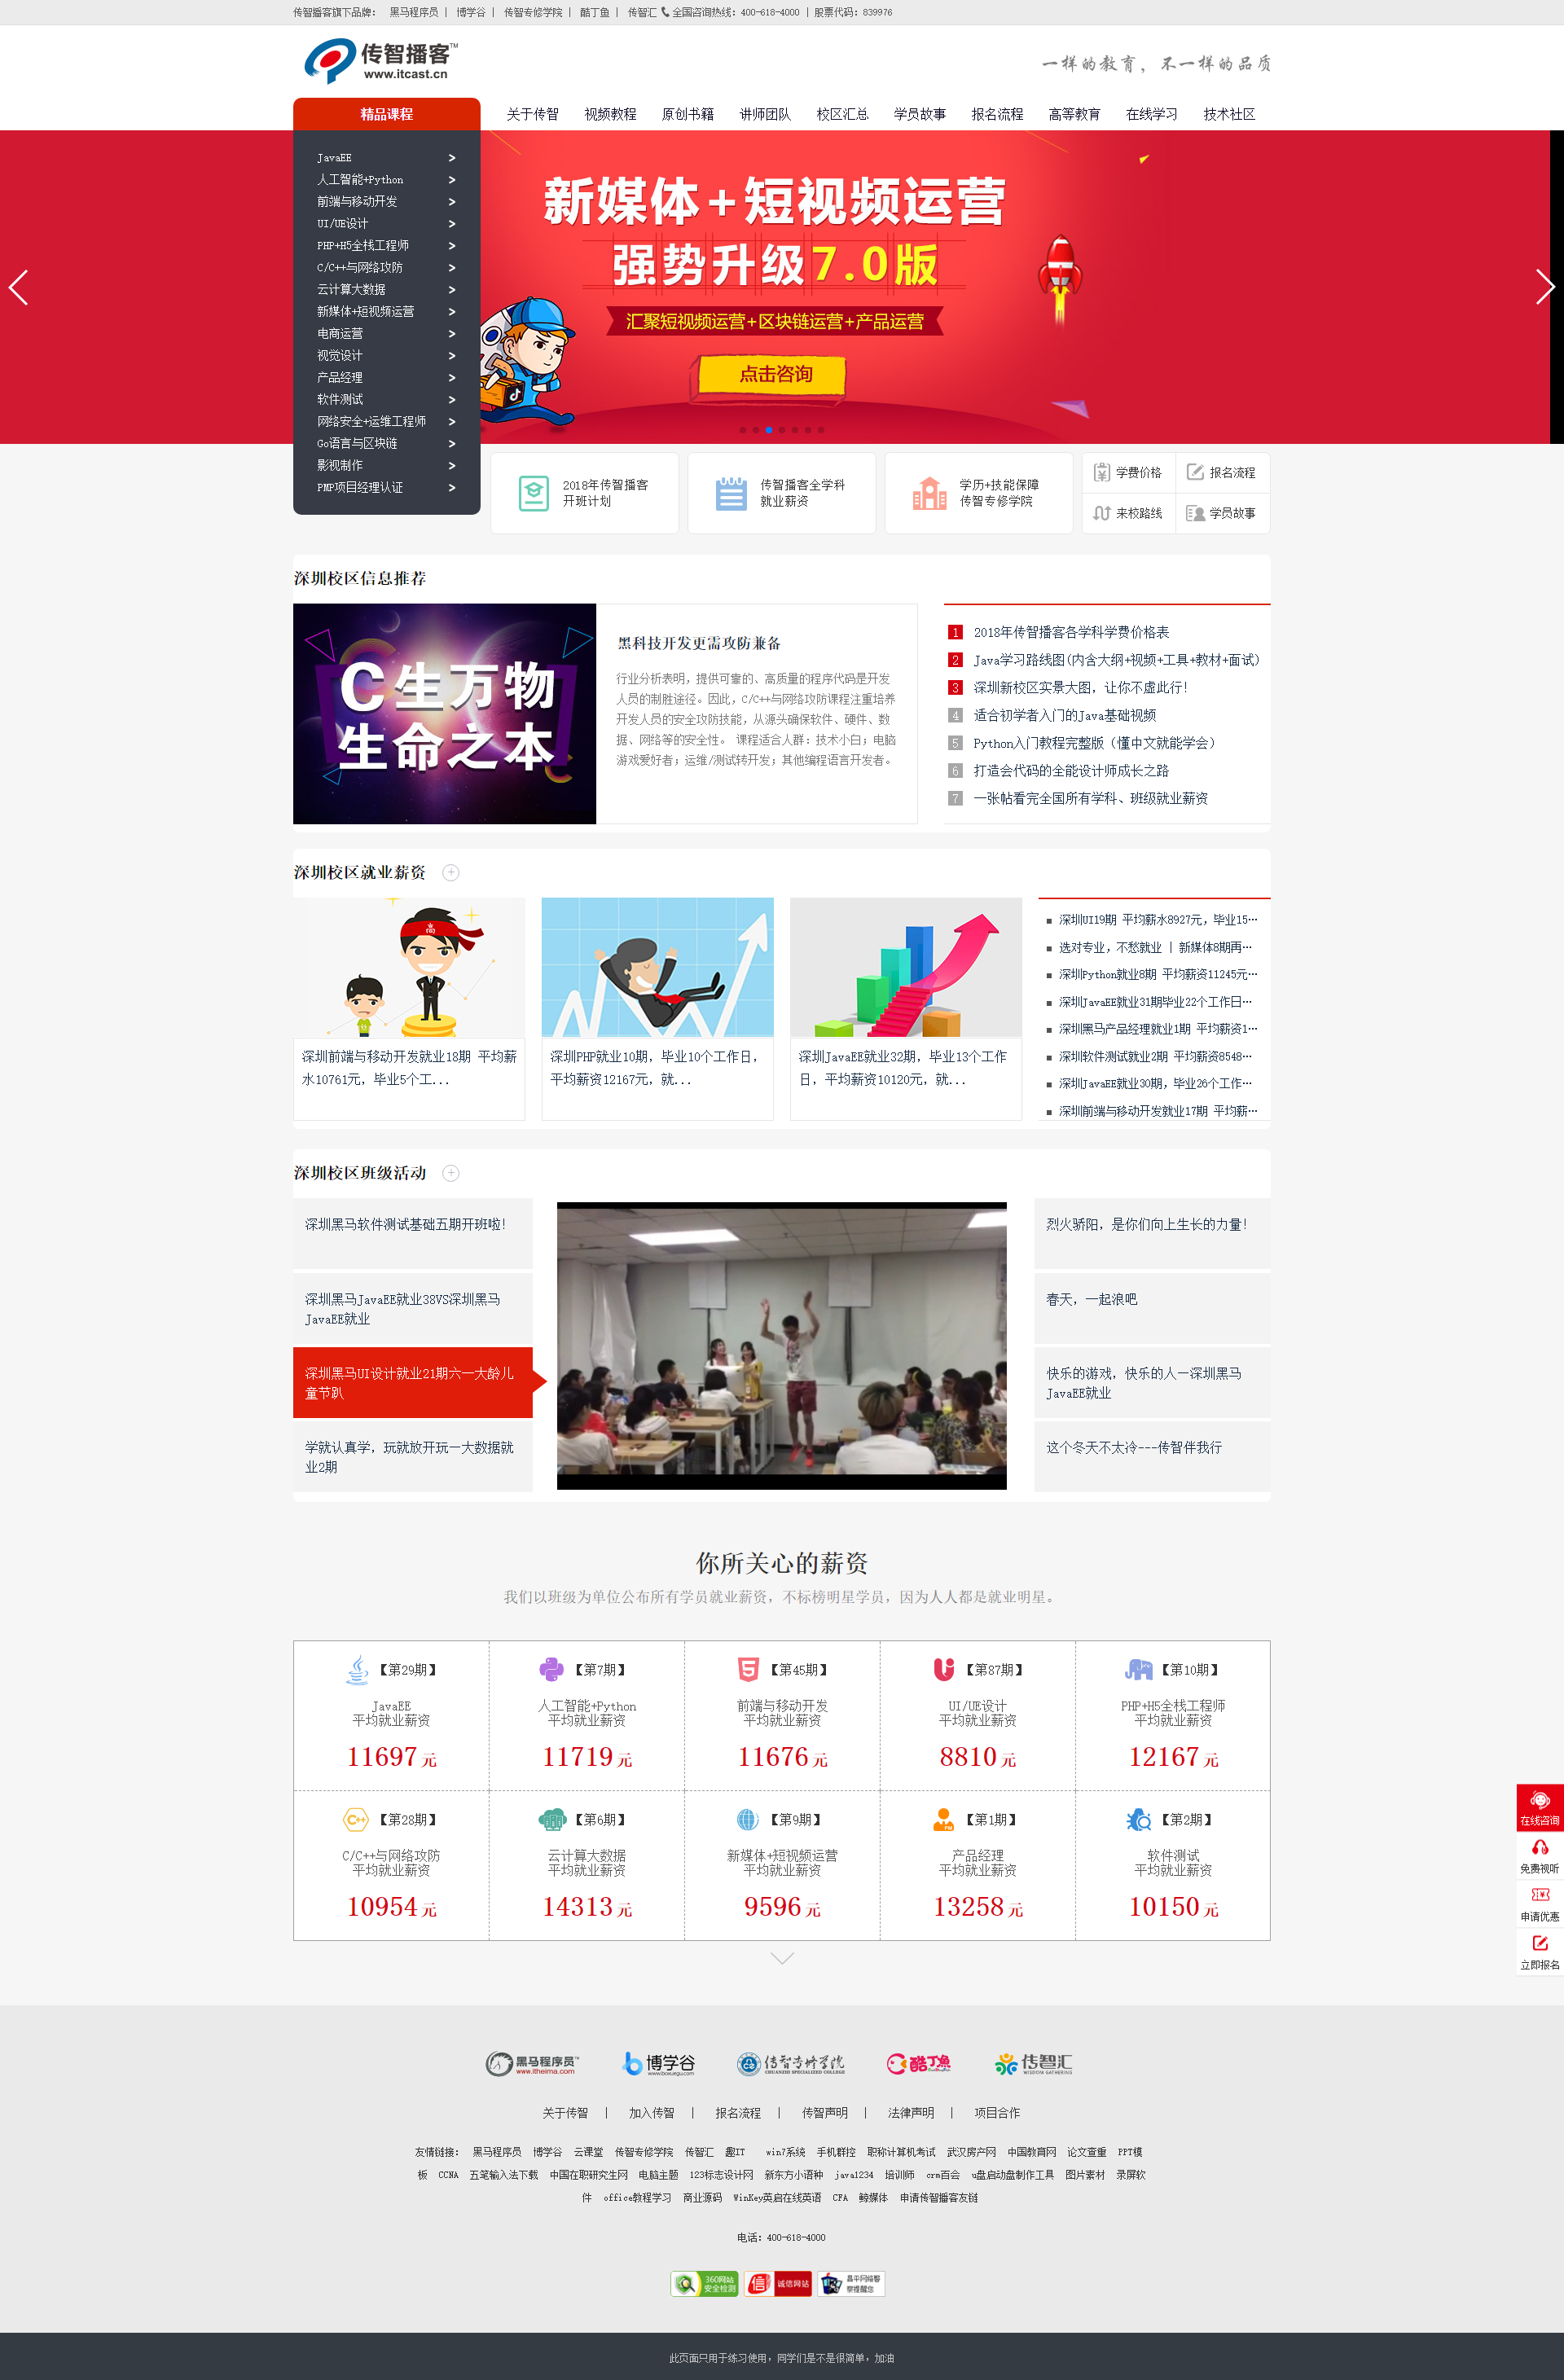 传智播客旗下品牌： 黑马程序员 | 博学谷 | 传智专修学院 | 酷丁鱼 | 传智汇 全国咨询热线：400-618-4000 | 股票代码：839976
传智播客™
www.itcast.cn
一样的教育，不一样的品质
精品课程 关于传智 视频教程 原创书籍 讲师团队 校区汇总 学员故事 报名流程 高等教育 在线学习 技术社区
JavaEE >
人工智能+Python >
前端与移动开发 >
UI/UE设计 >
PHP+H5全栈工程师 >
C/C++与网络攻防 >
云计算大数据 >
新媒体+短视频运营 >
电商运营 >
视觉设计 >
产品经理 >
软件测试 >
网络安全+运维工程师 >
Go语言与区块链 >
影视制作 >
PMP项目经理认证 >
新媒体+短视频运营
强势升级7.0版
汇聚短视频运营+区块链运营+产品运营
点击咨询
2018年传智播客
开班计划
传智播客全学科
就业薪资
学历+技能保障
传智专修学院
学费价格
报名流程
来校路线
学员故事
深圳校区信息推荐
C生万物
生命之本
黑科技开发更需攻防兼备
行业分析表明，提供可靠的、高质量的程序代码是开发
人员的制胜途径。因此，C/C++与网络攻防课程注重培养
开发人员的安全攻防技能，从源头确保软件、硬件、数
据、网络等的安全性。 课程适合人群：技术小白；电脑
游戏爱好者；运维/测试转开发；其他编程语言开发者。
1 2018年传智播客各学科学费价格表
2 Java学习路线图(内含大纲+视频+工具+教材+面试)
3 深圳新校区实景大图，让你不虚此行！
4 适合初学者入门的Java基础视频
5 Python入门教程完整版（懂中文就能学会）
6 打造会代码的全能设计师成长之路
7 一张帖看完全国所有学科、班级就业薪资
深圳校区就业薪资 +
深圳前端与移动开发就业18期 平均薪
水10761元，毕业5个工...
深圳PHP就业10期，毕业10个工作日，
平均薪资12167元，就...
深圳JavaEE就业32期，毕业13个工作
日，平均薪资10120元，就...
深圳UI19期 平均薪水8927元，毕业15…
选对专业，不愁就业 | 新媒体8期再…
深圳Python就业8期 平均薪资11245元…
深圳JavaEE就业31期毕业22个工作日…
深圳黑马产品经理就业1期 平均薪资1…
深圳软件测试就业2期 平均薪资8548…
深圳JavaEE就业30期，毕业26个工作…
深圳前端与移动开发就业17期 平均薪…
深圳校区班级活动 +
深圳黑马软件测试基础五期开班啦！
深圳黑马JavaEE就业38VS深圳黑马
JavaEE就业
深圳黑马UI设计就业21期六一大龄儿
童节趴
学就认真学，玩就放开玩一大数据就
业2期
烈火骄阳，是你们向上生长的力量！
春天，一起浪吧
快乐的游戏，快乐的人一深圳黑马
JavaEE就业
这个冬天不太冷---传智伴我行
你所关心的薪资
我们以班级为单位公布所有学员就业薪资，不标榜明星学员，因为人人都是就业明星。
【第29期】 【第7期】 【第45期】 【第87期】 【第10期】
JavaEE 人工智能+Python 前端与移动开发 UI/UE设计 PHP+H5全栈工程师
平均就业薪资 平均就业薪资 平均就业薪资 平均就业薪资 平均就业薪资
11697元 11719元 11676元 8810元 12167元
【第28期】 【第6期】 【第9期】 【第1期】 【第2期】
C/C++与网络攻防 云计算大数据 新媒体+短视频运营 产品经理 软件测试
平均就业薪资 平均就业薪资 平均就业薪资 平均就业薪资 平均就业薪资
10954元 14313元 9596元 13258元 10150元
在线咨询
免费视听
申请优惠
立即报名
黑马程序员™ 博学谷 传智专修学院 酷丁鱼 传智汇
www.itheima.com www.boxuegu.com CHUANZHI SPECIALIZED COLLEGE WISDOM GATHERING
关于传智 | 加入传智 | 报名流程 | 传智声明 | 法律声明 | 项目合作
友情链接： 黑马程序员 博学谷 云课堂 传智专修学院 传智汇 趣IT win7系统 手机群控 职称计算机考试 武汉房产网 中国教育网 论文查重 PPT模
板 CCNA 五笔输入法下载 中国在职研究生网 电脑主题 123标志设计网 新东方小语种 java1234 培训师 crm百会 u盘启动盘制作工具 图片素材 录屏软
件 office教程学习 商业源码 WinKey英启在线英语 CFA 鲸媒体 申请传智播客友链
电话：400-618-4000
360网站
安全检测
信 诚信网站
昌平网络警
察提醒您
此页面只用于练习使用，同学们是不是很简单，加油